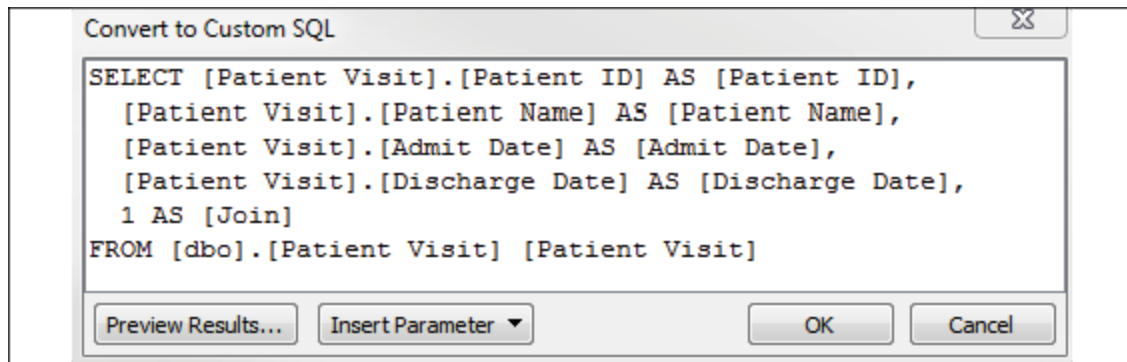 Convert to Custom SQL
SELECT [Patient Visit].[Patient ID] AS [Patient ID],
[Patient Visit].[Patient Name] AS [Patient Name],
[Patient Visit].[Admit Date] AS [Admit Date],
[Patient Visit].[Discharge Date] AS [Discharge Date],
1 AS [Join]
FROM [dbo].[Patient Visit] [Patient Visit]
Preview Results... Insert Parameter OK Cancel